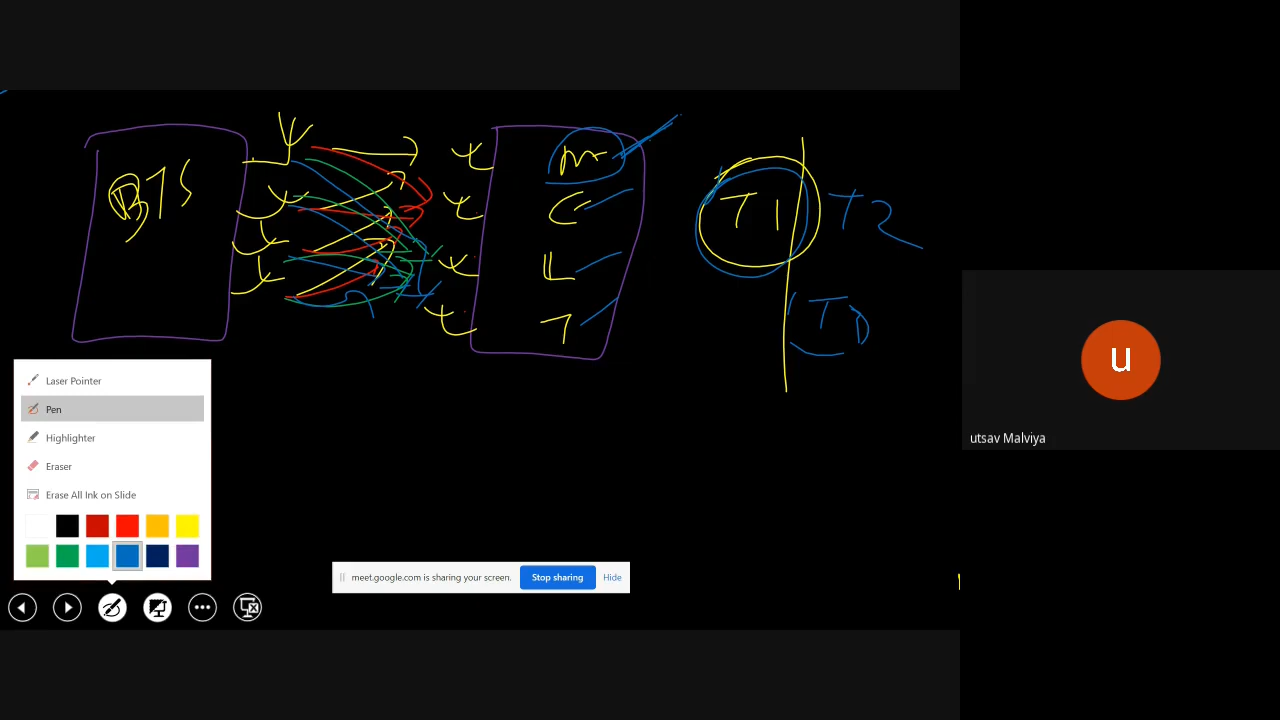 BTS
T1
T2
Laser Pointer
Pen
Highlighter
Eraser
Erase All Ink on Slide
meet.google.com is sharing your screen.
Stop sharing
Hide
u
utsav Malviya